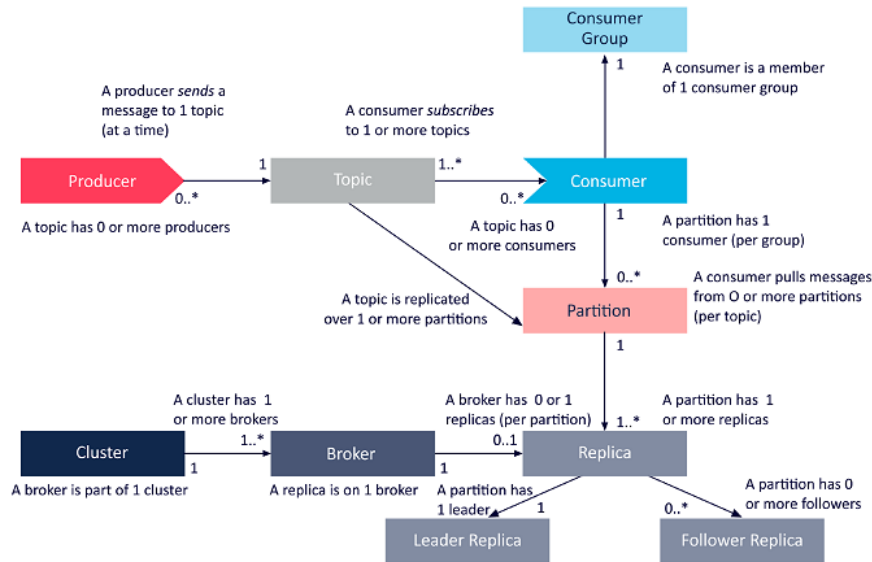 Consumer
Group
1
A consumer is a member
of 1 consumer group
A producer sends a
message to 1 topic
(at a time)
A consumer subscribes
to 1 or more topics
Producer
0..*
1
Topic
1..*
0..*
Consumer
A topic has 0 or more producers
A topic has 0
or more consumers
1
A partition has 1
consumer (per group)
0..*
A consumer pulls messages
from O or more partitions
(per topic)
A topic is replicated
over 1 or more partitions
Partition
1
A cluster has 1
or more brokers
A broker has 0 or 1
replicas (per partition)
A partition has 1
or more replicas
1..*
Cluster
1
1..*
Broker
1
0..1
Replica
A broker is part of 1 cluster
A replica is on 1 broker
A partition has
1 leader
1
0..*
A partition has 0
or more followers
Leader Replica
Follower Replica